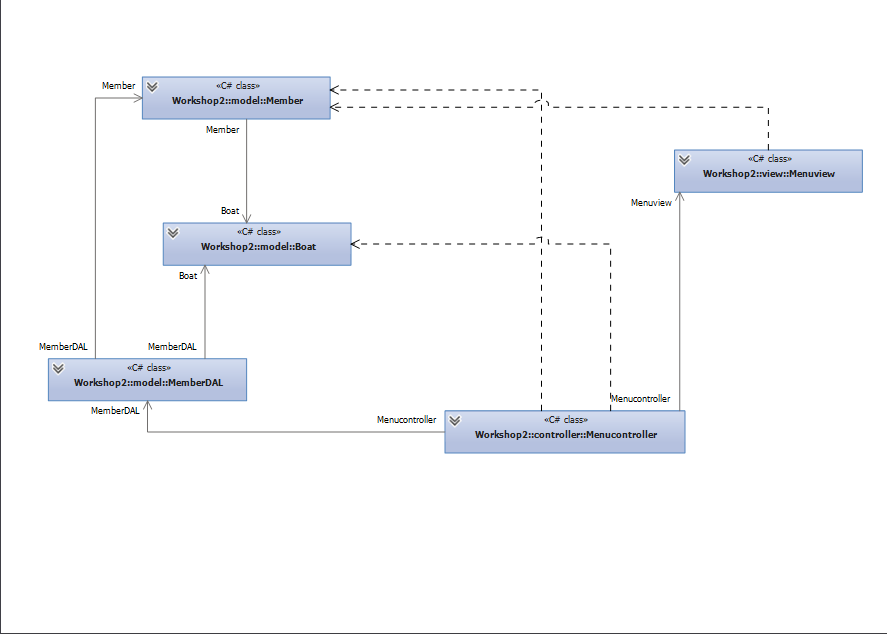 Member
«C# class»
Workshop2::model::Member
Member
«C# class»
Workshop2::view::Menuview
Menuview
Boat
«C# class»
Workshop2::model::Boat
Boat
MemberDAL
MemberDAL
«C# class»
Workshop2::model::MemberDAL
MemberDAL
Menucontroller
Menucontroller
«C# class»
Workshop2::controller::Menucontroller